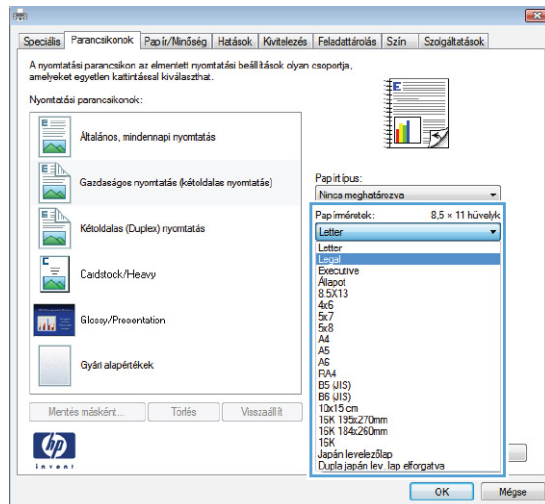 Speciális Parancsikonok Papír/Minőség Hatások Kivitelezés Feladattárolás Szín Szolgáltatások
A nyomtatási parancsikon az elmentett nyomtatási beállítások olyan csoportja,
amelyeket egyetlen kattintással kiválaszthat.
Nyomtatási parancsikonok:
Általános, mindennapi nyomtatás
Gazdaságos nyomtatás (kétoldalas nyomtatás)
Kétoldalas (Duplex) nyomtatás
Cardstock/Heavy
Glossy/Presentation
Gyári alapértékek
Mentés másként... Törlés Visszaállít
hp
invent
Papírtípus:
Nincs meghatározva
Papírméretek: 8,5 × 11 hüvelyk
Letter
Letter
Legal
Executive
Állapot
8.5X13
4x6
5x7
5x8
A4
A5
A6
RA4
B5 (JIS)
B6 (JIS)
10x15 cm
16K 195x270mm
16K 184x260mm
16K
Japán levelezőlap
Dupla japán lev. lap elforgatva
OK Mégse